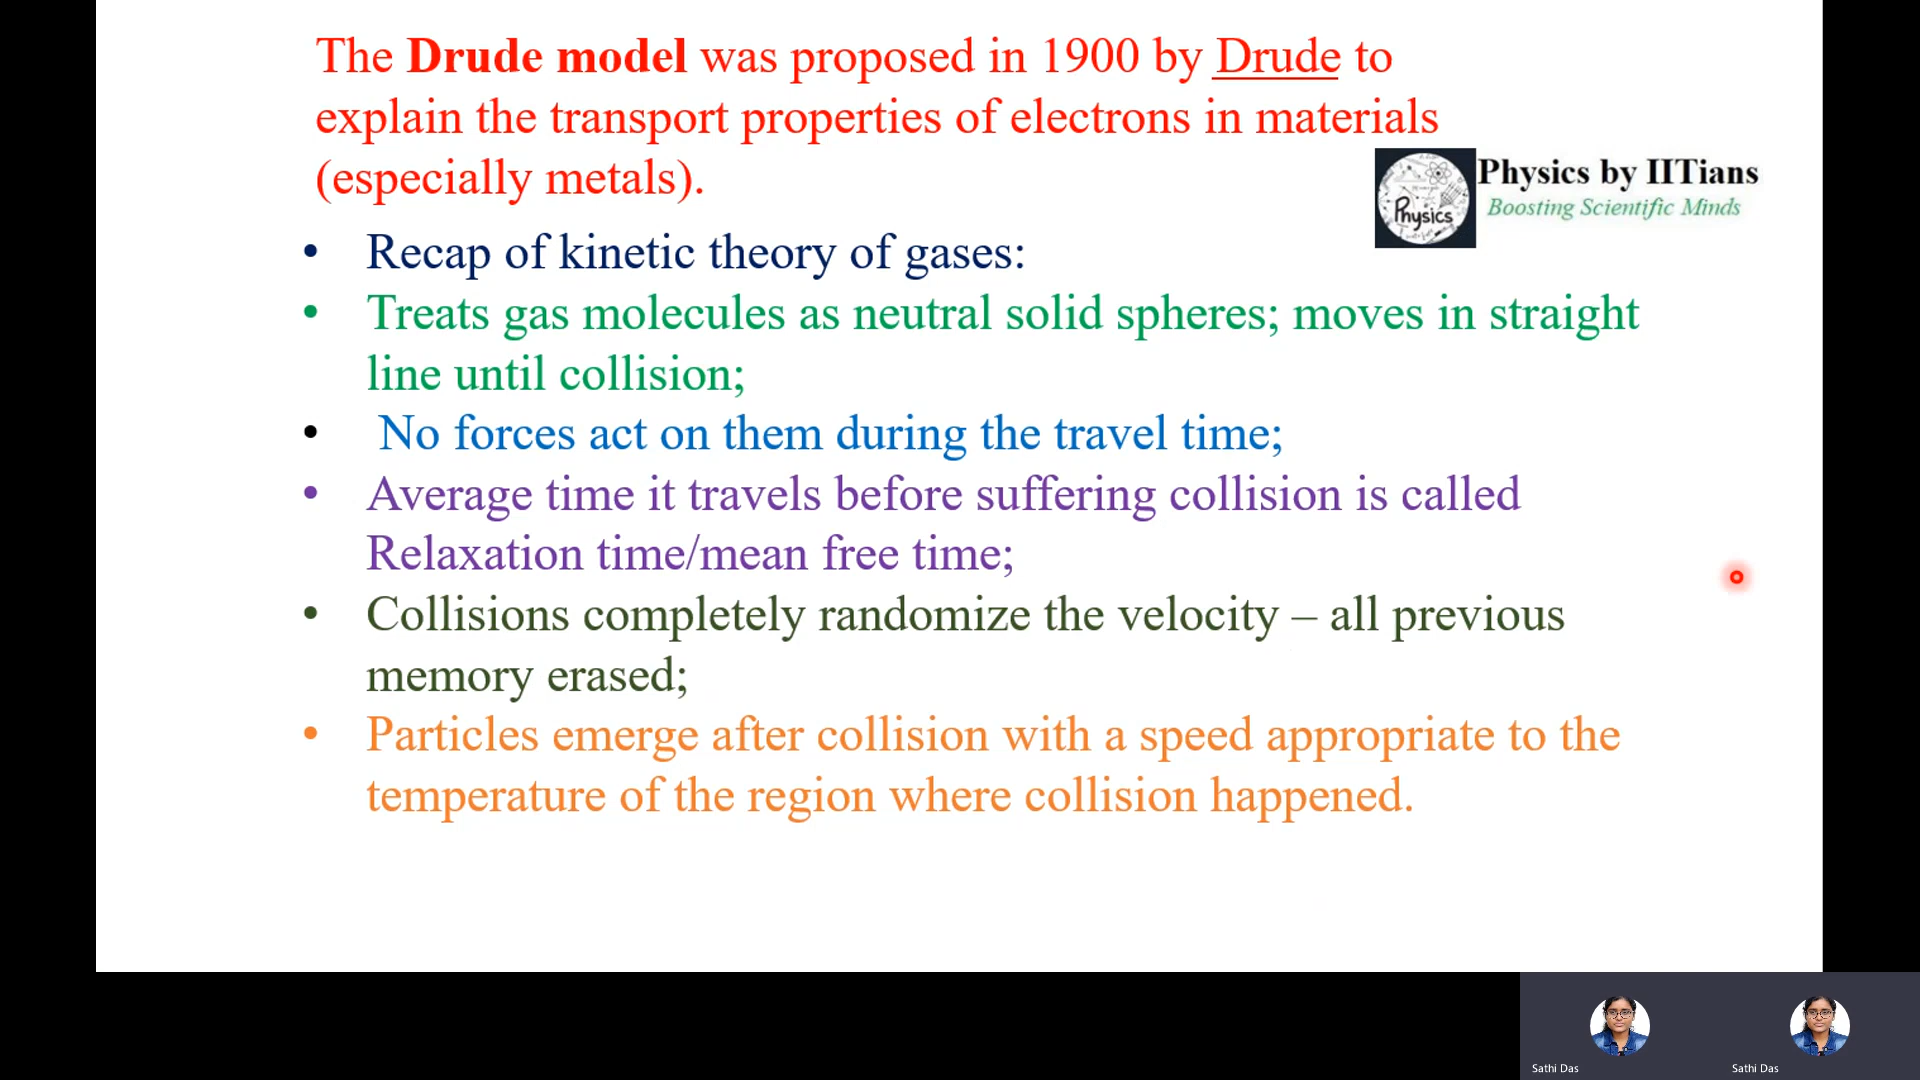 The Drude model was proposed in 1900 by Drude to
explain the transport properties of electrons in materials
(especially metals).
Physics
Physics by IITians
Boosting Scientific Minds
• Recap of kinetic theory of gases:
• Treats gas molecules as neutral solid spheres; moves in straight
line until collision;
• No forces act on them during the travel time;
• Average time it travels before suffering collision is called
Relaxation time/mean free time;
• Collisions completely randomize the velocity – all previous
memory erased;
• Particles emerge after collision with a speed appropriate to the
temperature of the region where collision happened.
Sathi Das
Sathi Das